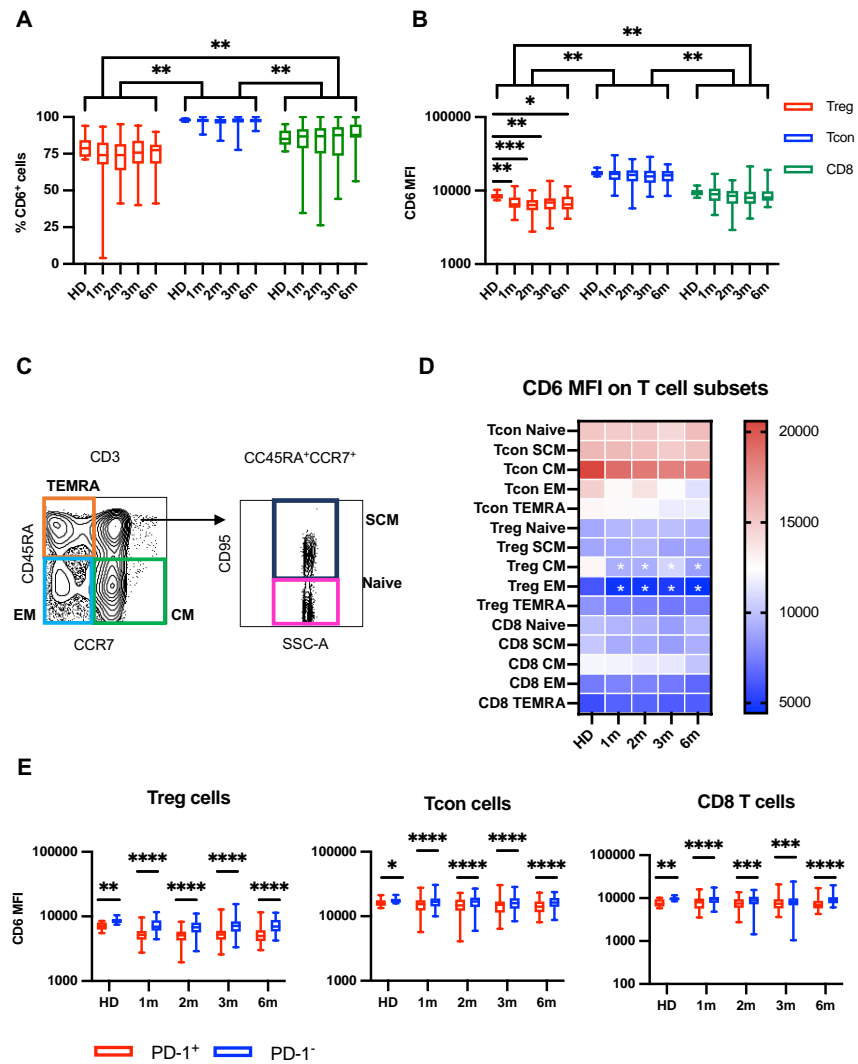 A
**
**
**
% CD6+ cells
100
75
50
25
0
HD 1m 2m 3m 6m HD 1m 2m 3m 6m HD 1m 2m 3m 6m
B
**
**
**
*
**
***
**
CD6 MFI
100000
10000
1000
HD 1m 2m 3m 6m HD 1m 2m 3m 6m HD 1m 2m 3m 6m
Treg
Tcon
CD8
C
CD3
TEMRA
CD45RA
EM
CM
CCR7
CC45RA+CCR7+
CD95
SCM
Naive
SSC-A
D
CD6 MFI on T cell subsets
Tcon Naive
Tcon SCM
Tcon CM
Tcon EM
Tcon TEMRA
Treg Naive
Treg SCM
Treg CM * * * *
Treg EM * * * *
Treg TEMRA
CD8 Naive
CD8 SCM
CD8 CM
CD8 EM
CD8 TEMRA
HD 1m 2m 3m 6m
20000
15000
10000
5000
E
Treg cells
CD6 MFI
100000
10000
1000
** **** **** **** ****
HD 1m 2m 3m 6m
Tcon cells
100000
10000
1000
* **** **** **** ****
HD 1m 2m 3m 6m
CD8 T cells
100000
10000
1000
100
** **** *** *** ****
HD 1m 2m 3m 6m
PD-1+ PD-1-